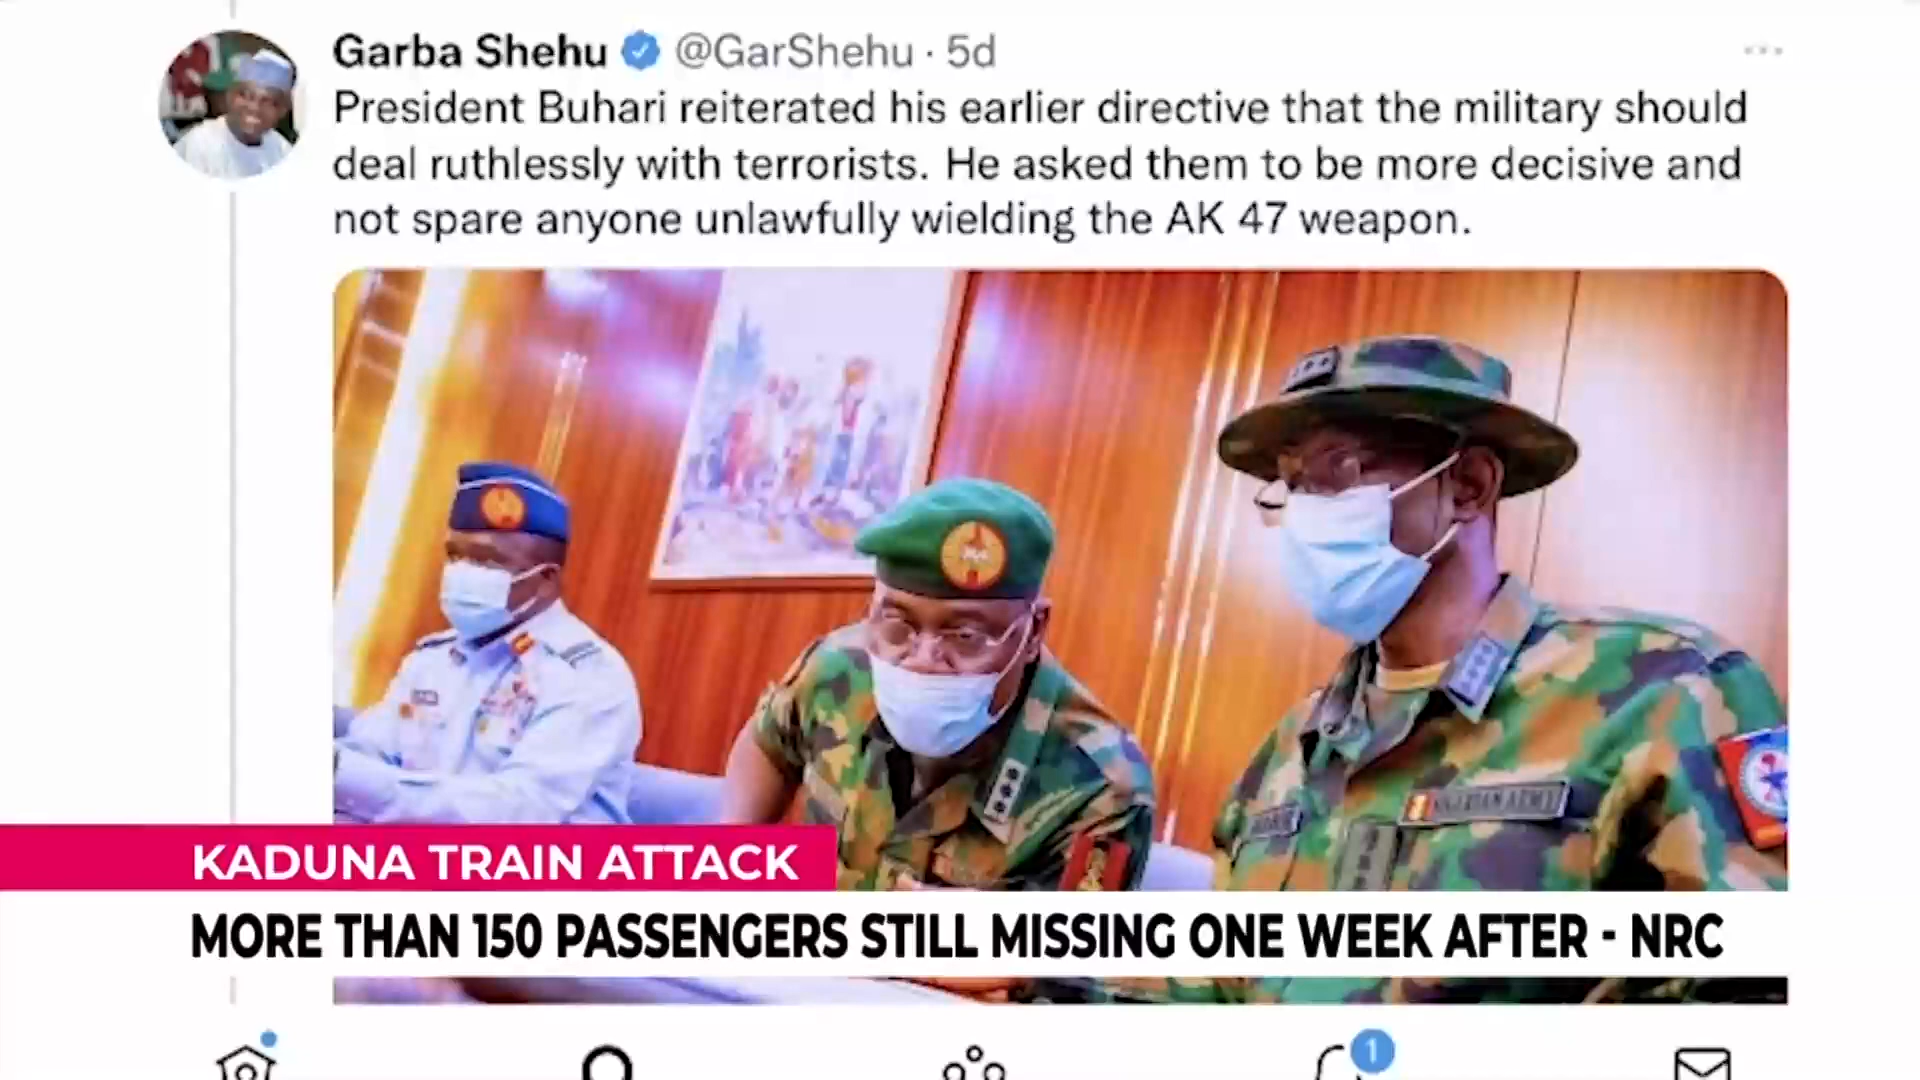 Garba Shehu @GarShehu · 5d
President Buhari reiterated his earlier directive that the military should
deal ruthlessly with terrorists. He asked them to be more decisive and
not spare anyone unlawfully wielding the AK 47 weapon.
NIGERIAN ARMY
KADUNA TRAIN ATTACK
MORE THAN 150 PASSENGERS STILL MISSING ONE WEEK AFTER - NRC
1